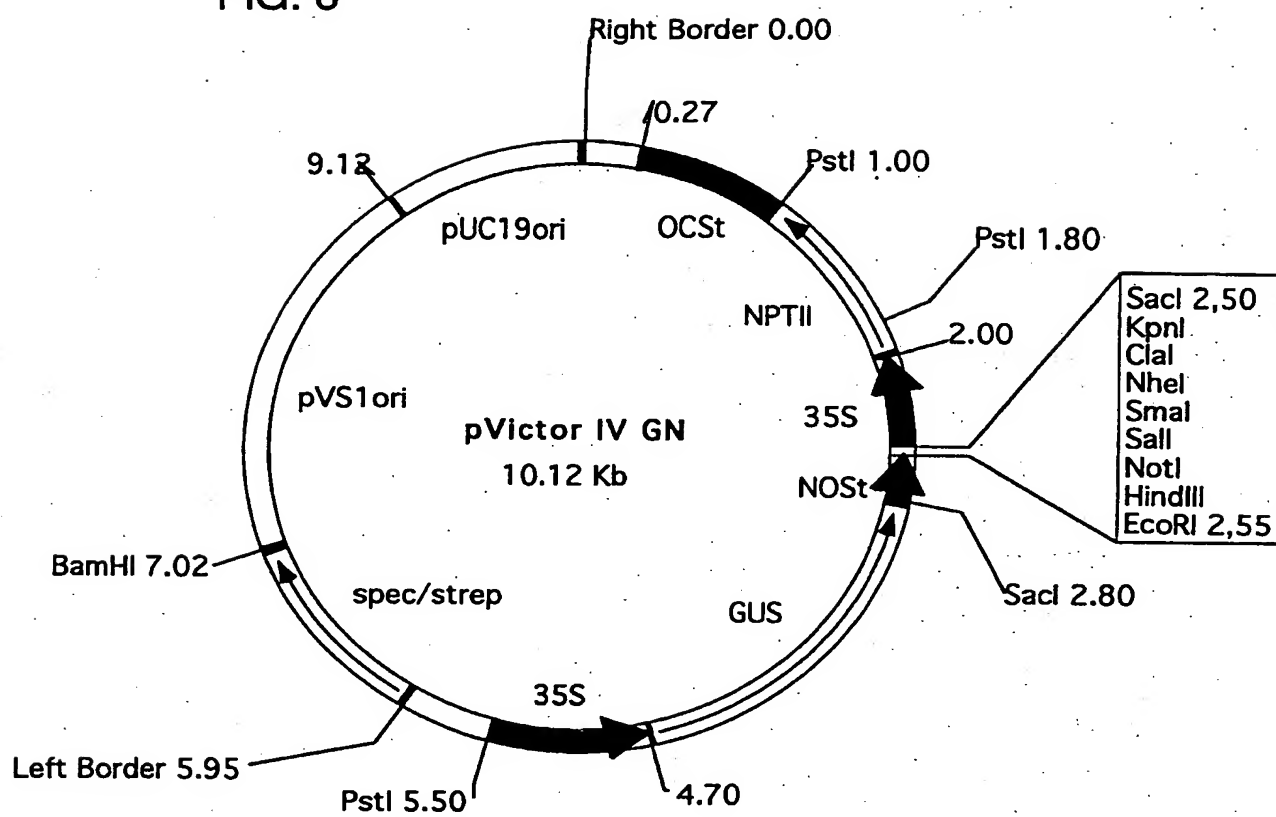 FIG. 8
Right Border 0.00
0.27
9.12
PstI 1.00
pUC19ori
OCSt
PstI 1.80
NPTII
2.00
SacI 2,50
KpnI
ClaI
NheI
SmaI
SalI
NotI
HindIII
EcoRI 2,55
pVS1ori
35S
pVictor IV GN
10.12 Kb
NOSt
BamHI 7.02
spec/strep
GUS
SacI 2.80
35S
Left Border 5.95
PstI 5.50
4.70